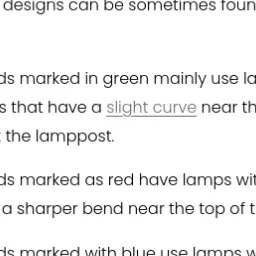 designs can be sometimes foun
ds marked in green mainly use la
s that have a slight curve near th
the lamppost.
ds marked as red have lamps wit
a sharper bend near the top of t
ds marked with blue use lamps w